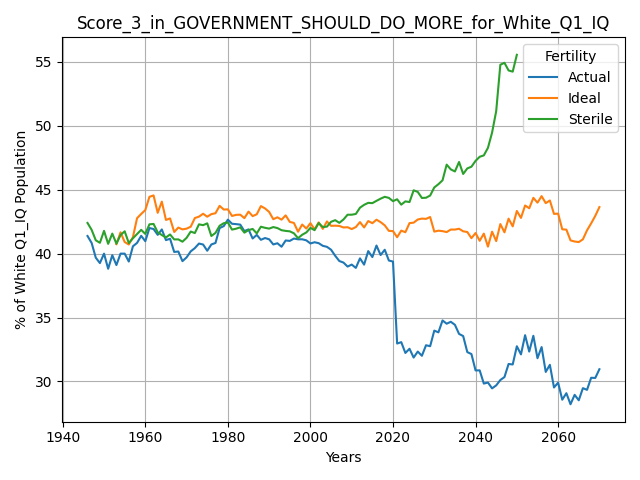 Score_3_in_GOVERNMENT_SHOULD_DO_MORE_for_White_Q1_IQ
Fertility
Actual
Ideal
Sterile
% of White Q1_IQ Population
55
50
45
40
35
30
1940 1960 1980 2000 2020 2040 2060
Years